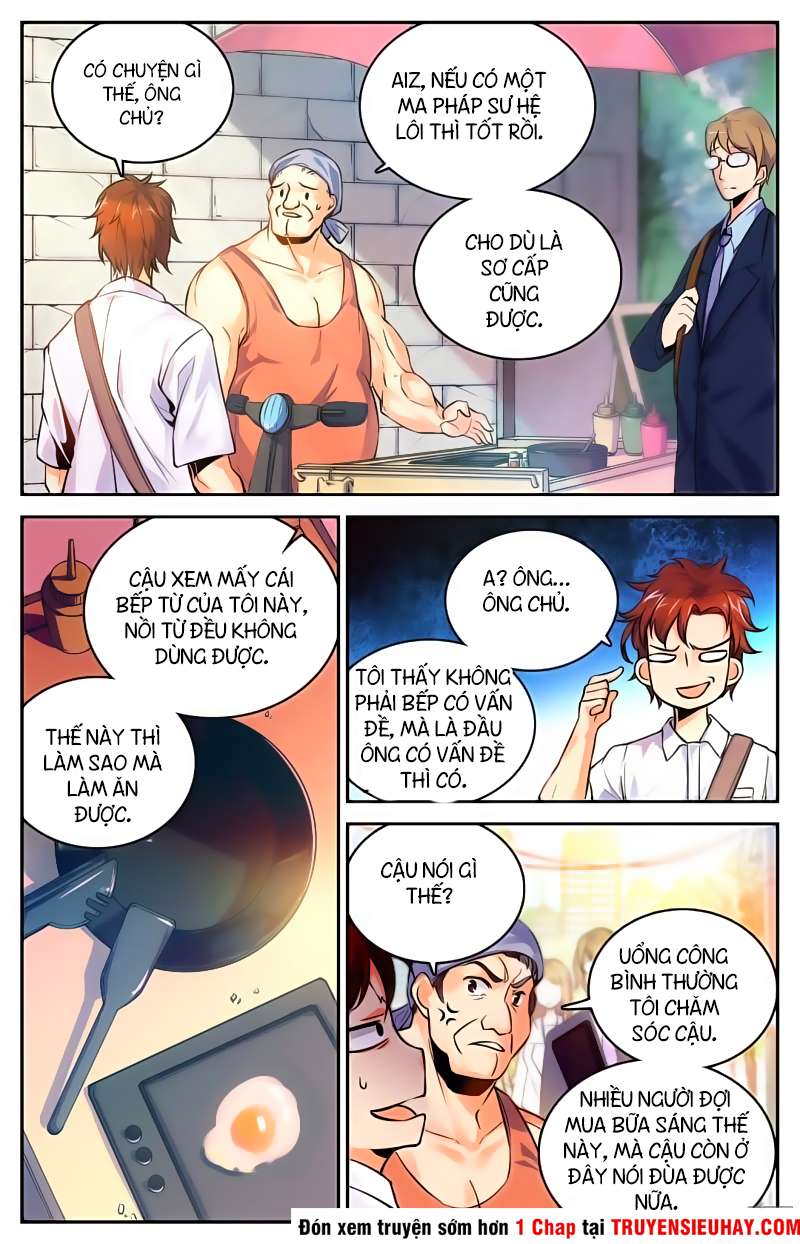 CÓ CHUYỆN GÌ
THẾ, ÔNG
CHỦ?
AIZ, NẾU CÓ MỘT
MA PHÁP SƯ HỆ
LÔI THÌ TỐT RỒI.
CHO DÙ LÀ
SƠ CẤP
CŨNG
ĐƯỢC.
CẬU XEM MẤY CÁI
BẾP TỪ CỦA TÔI NÀY,
NỒI TỪ ĐỀU KHÔNG
DÙNG ĐƯỢC.
THẾ NÀY THÌ
LÀM SAO MÀ
LÀM ĂN
ĐƯỢC.
A? ÔNG...
ÔNG CHỦ.
TÔI THẤY KHÔNG
PHẢI BẾP CÓ VẤN
ĐỀ, MÀ LÀ ĐẦU
ÔNG CÓ VẤN ĐỀ
THÌ CÓ.
CẬU NÓI GÌ
THẾ?
UỔNG CÔNG
BÌNH THƯỜNG
TÔI CHĂM
SÓC CẬU.
NHIỀU NGƯỜI ĐỢI
MUA BỮA SÁNG THẾ
NÀY, MÀ CẬU CÒN Ở
ĐÂY NÓI ĐÙA ĐƯỢC
NỮA.
Đón xem truyện sớm hơn 1 Chap tại TRUYENSIEUHAY.COM